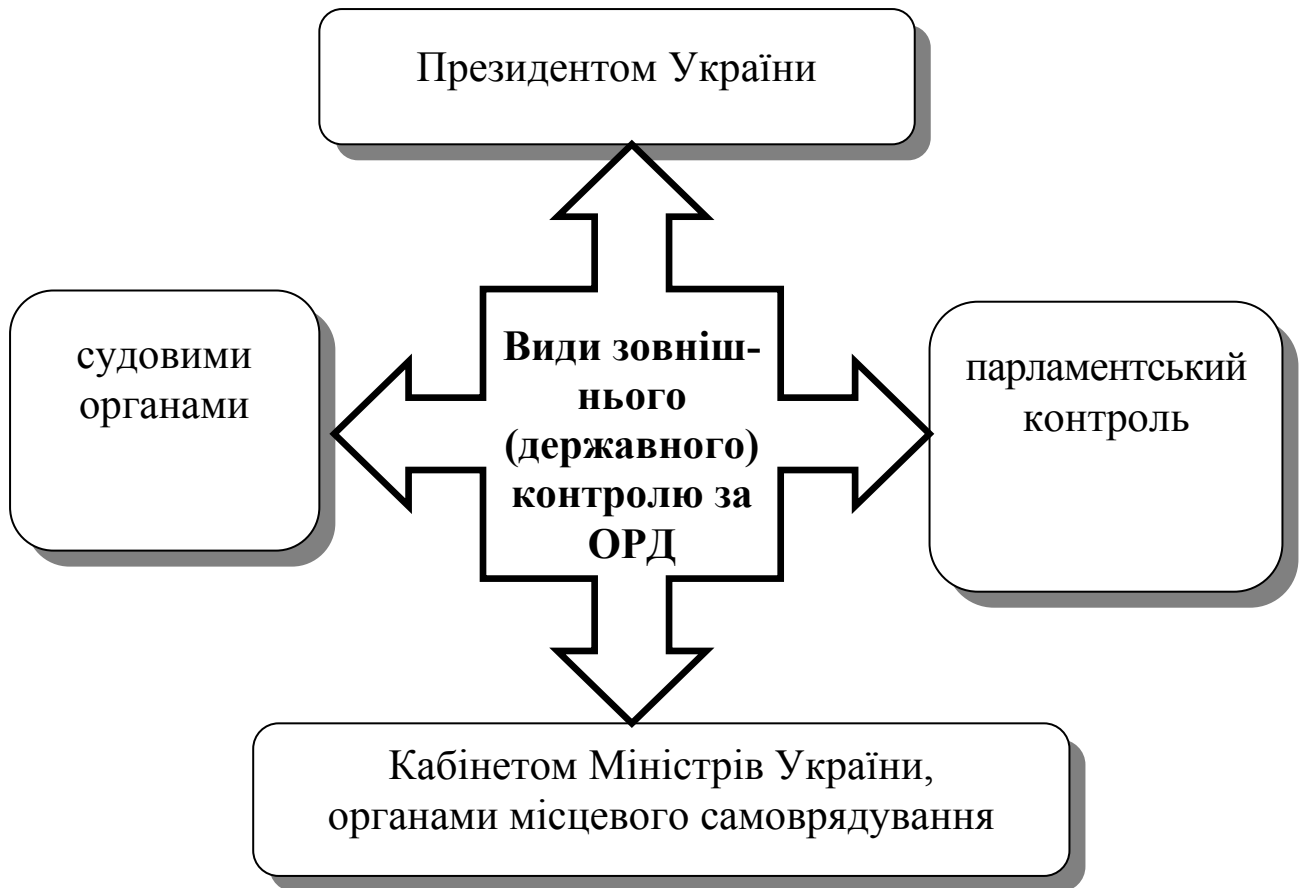 Президентом України
судовими
органами
Види зовніш-
нього
(державного)
контролю за
ОРД
парламентський
контроль
Кабінетом Міністрів України,
органами місцевого самоврядування